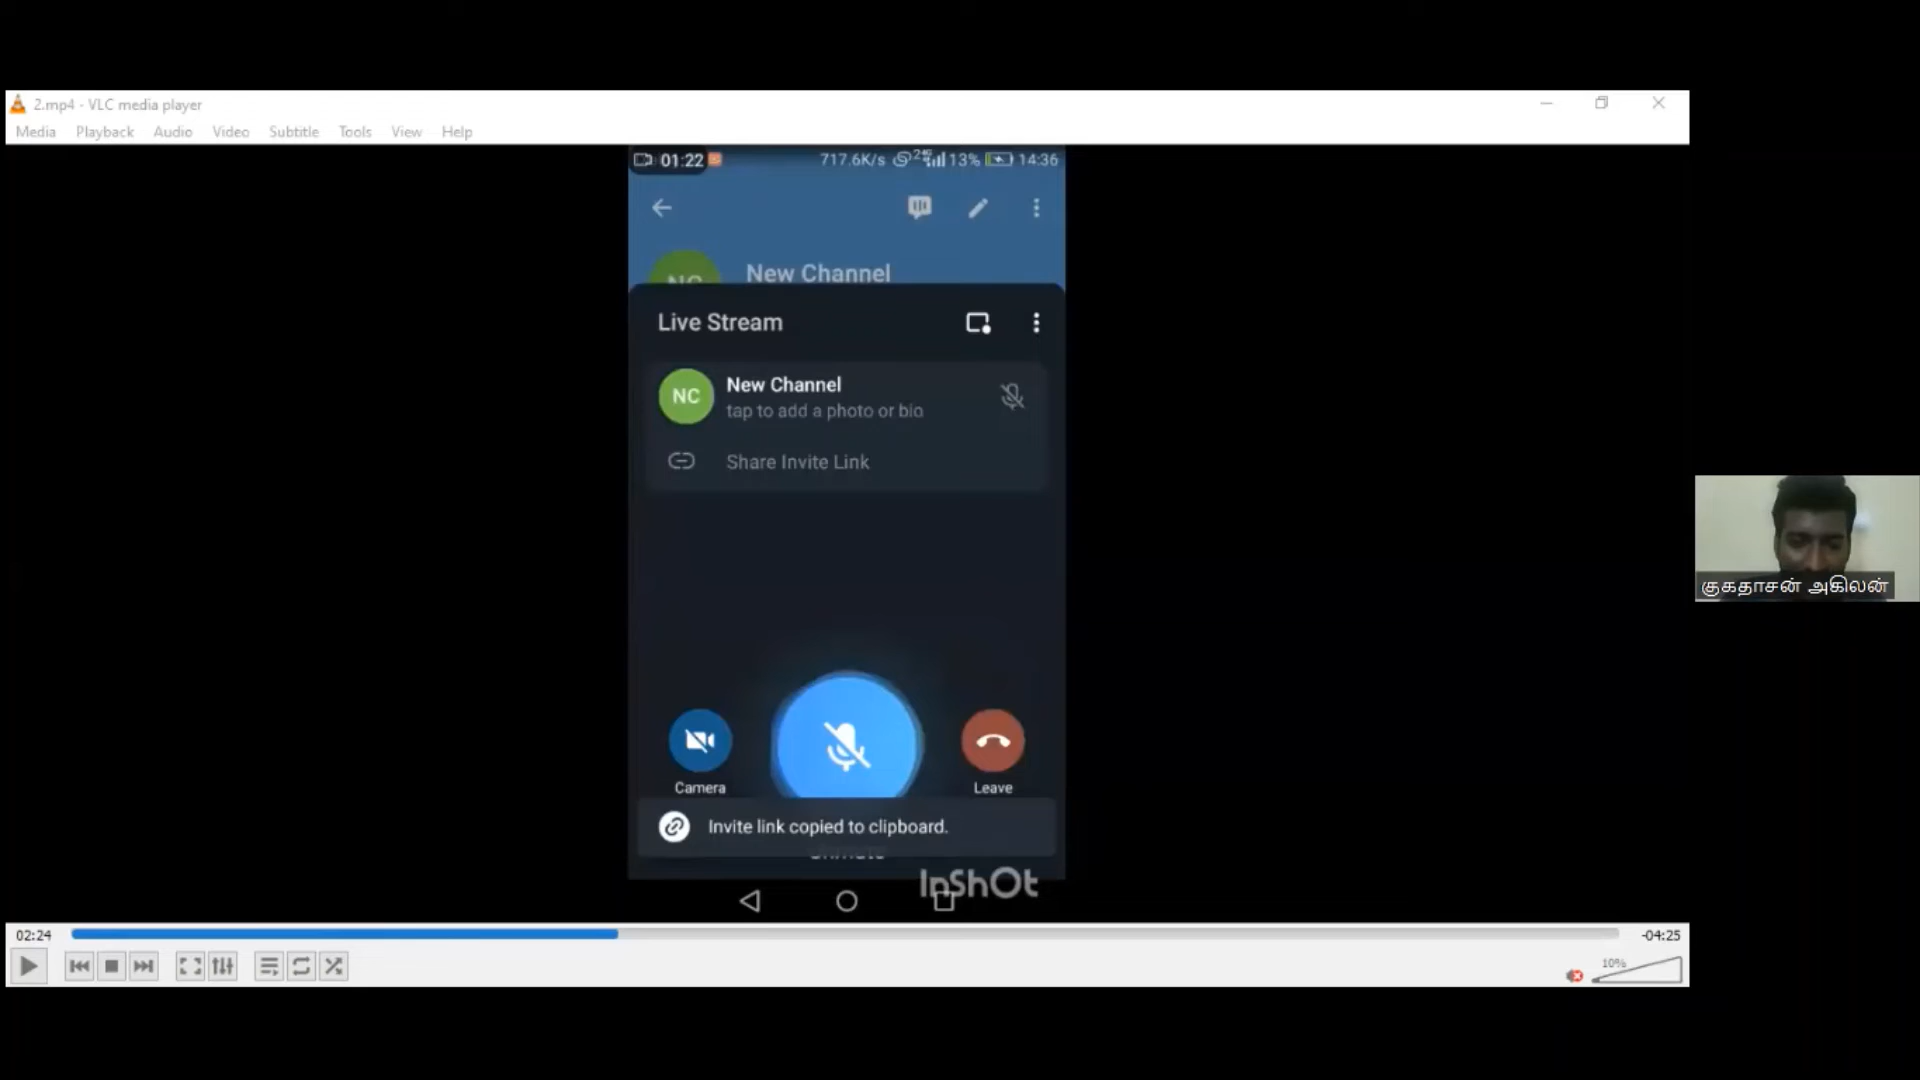 2.mp4 - VLC media player
Media Playback Audio Video Subtitle Tools View Help
01:22 717.6K/s 13% 14:36
New Channel
Live Stream
NC New Channel
tap to add a photo or bio
Share Invite Link
Camera Leave
Invite link copied to clipboard.
InShOt
குகதாசன் அகிலன்
02:24 -04:25
10%